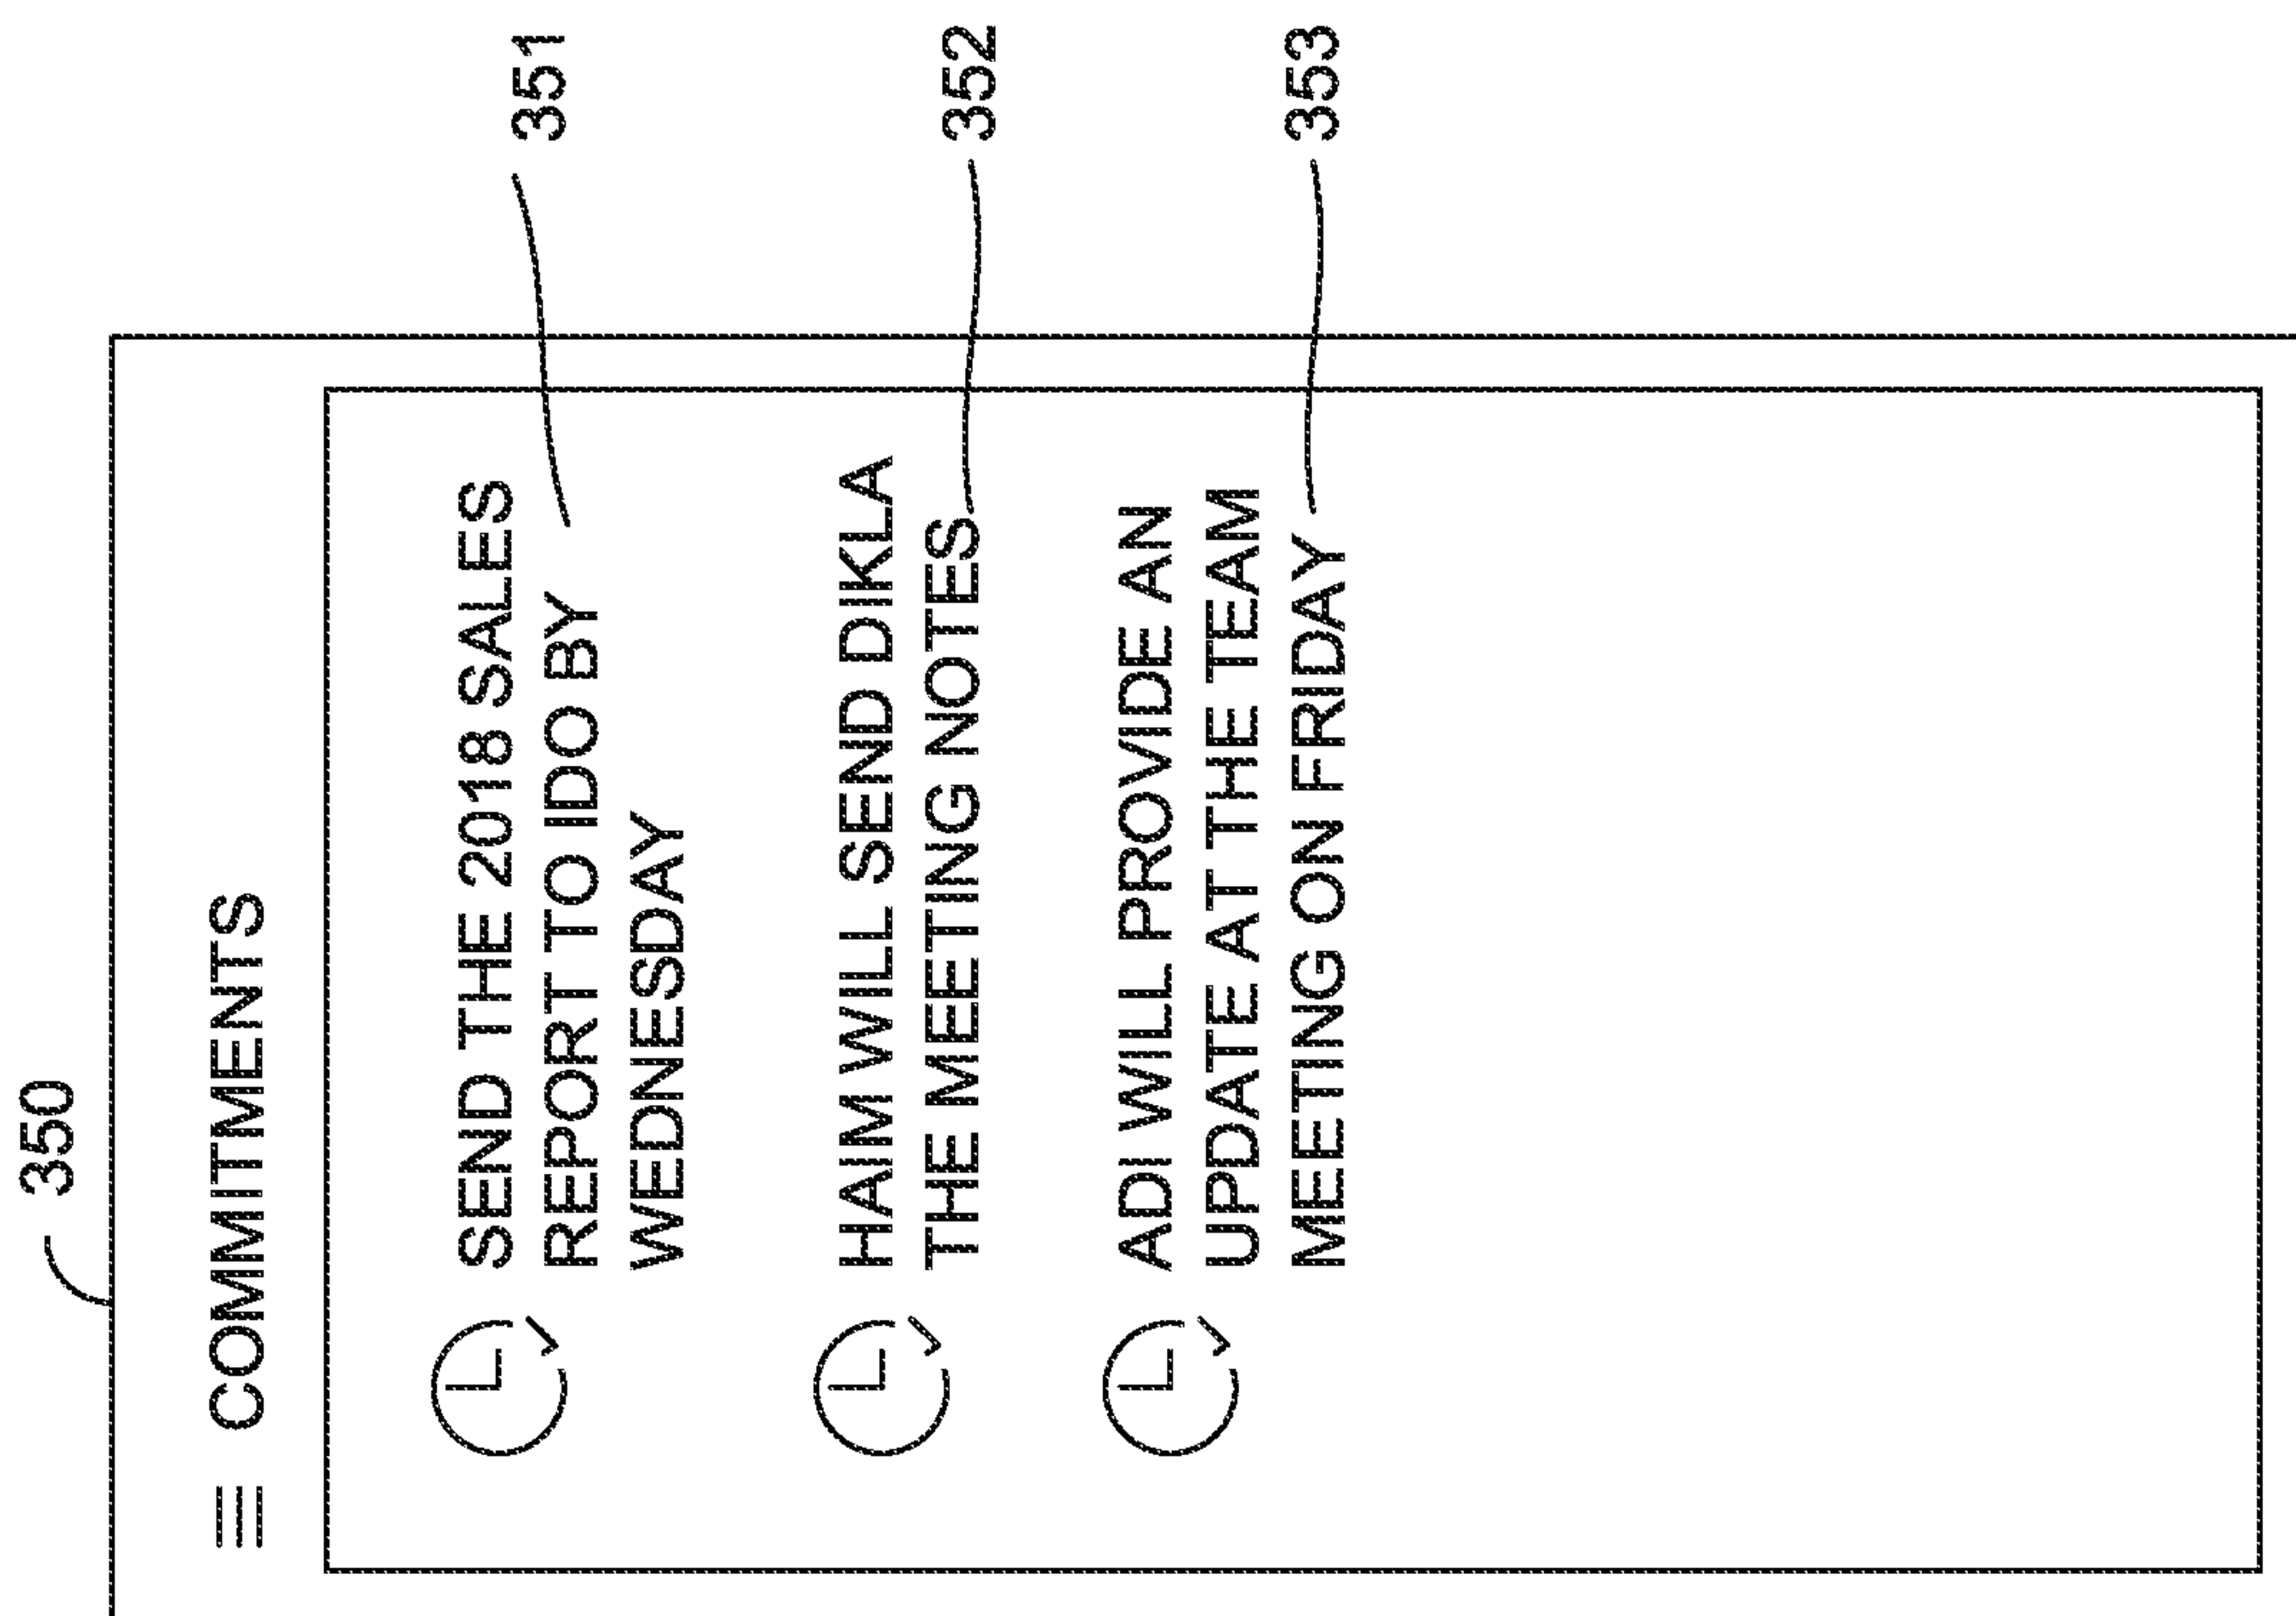 350
COMMITMENTS
SEND THE 2018 SALES
REPORT TO IDO BY
WEDNESDAY
351
HAIM WILL SEND DIKLA
THE MEETING NOTES
352
ADI WILL PROVIDE AN
UPDATE AT THE TEAM
MEETING ON FRIDAY
353